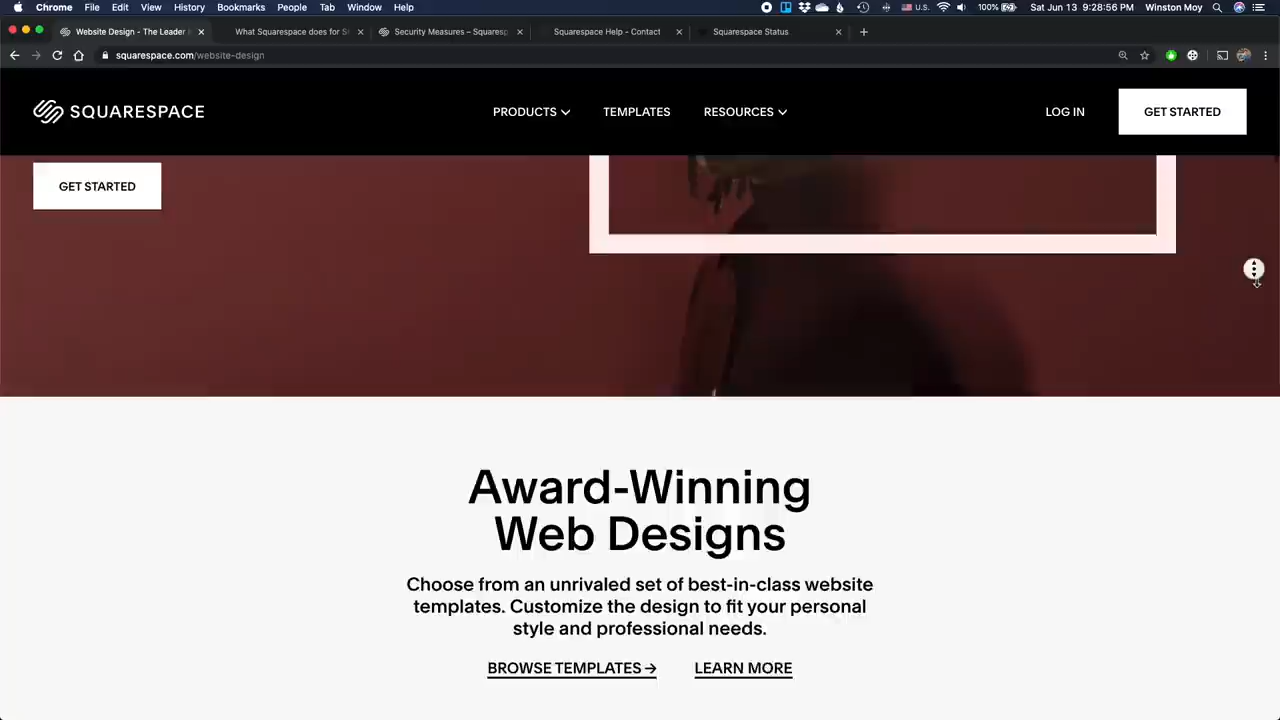 Chrome File Edit View History Bookmarks People Tab Window Help U.S. 100% Sat Jun 13 9:28:56 PM Winston Moy
Website Design - The Leader What Squarespace does for S Security Measures – Squaresp Squarespace Help - Contact Squarespace Status
squarespace.com/website-design
SQUARESPACE PRODUCTS TEMPLATES RESOURCES LOG IN GET STARTED
GET STARTED
Award-Winning
Web Designs
Choose from an unrivaled set of best-in-class website
templates. Customize the design to fit your personal
style and professional needs.
BROWSE TEMPLATES → LEARN MORE